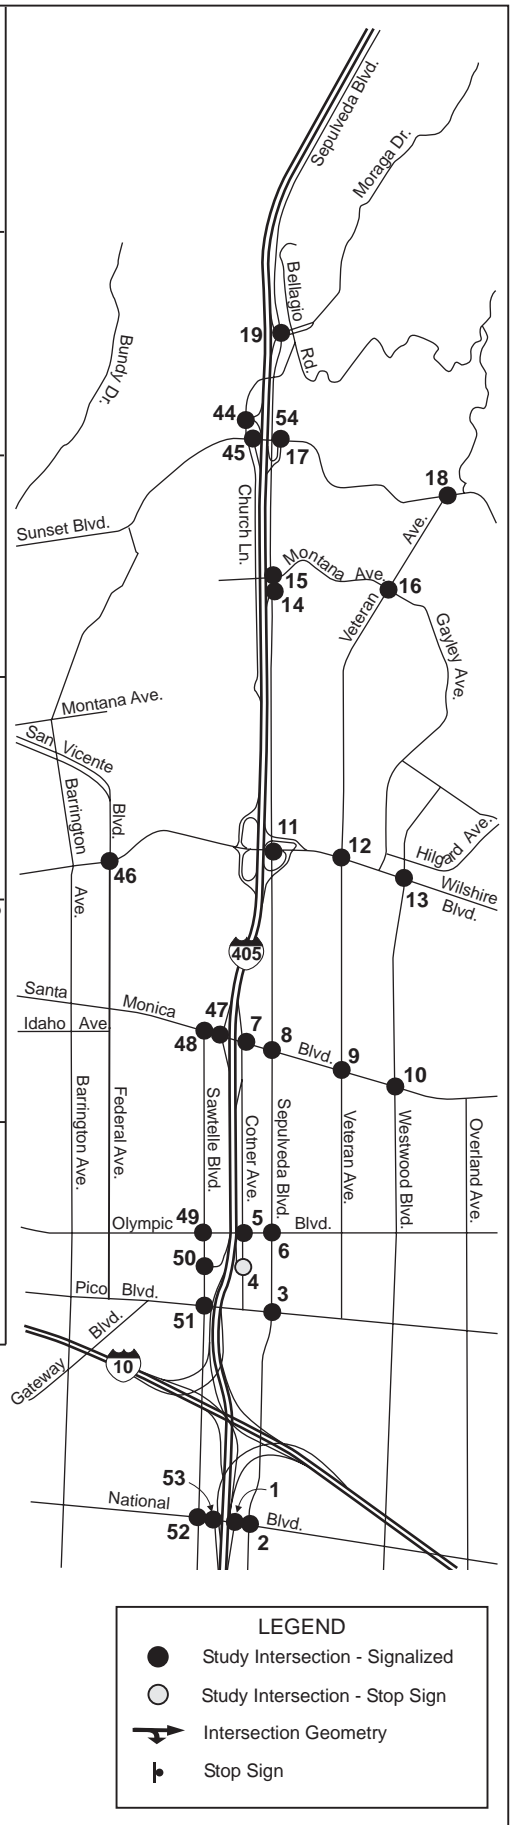 Sepulveda Blvd.
Moraga Dr.
Bellagio
Rd.
19
Bundy Dr.
44
54
45
17
18
Sunset Blvd.
Church Ln.
Ave.
Montana
Ave.
15
16
14
Veteran
Gayley Ave.
Montana Ave.
San Vicente
Blvd.
Barrington
Ave.
11
12
46
Hilgard Ave.
13
Wilshire
Blvd.
405
Santa
Monica
Idaho Ave.
47
48
7
8
Blvd.
9
10
Barrington Ave.
Federal Ave.
Sawtelle Blvd.
Cotner Ave.
Sepulveda Blvd.
Veteran Ave.
Westwood Blvd.
Overland Ave.
Olympic
49
5
Blvd.
6
50
4
Pico Blvd.
3
51
Gateway
Blvd.
10
53
1
National
52
2
Blvd.
LEGEND
Study Intersection - Signalized
Study Intersection - Stop Sign
Intersection Geometry
Stop Sign